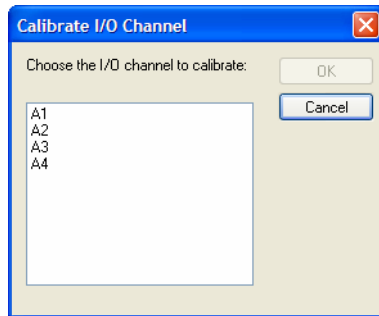 Calibrate I/O Channel
Choose the I/O channel to calibrate:
OK
Cancel
A1
A2
A3
A4